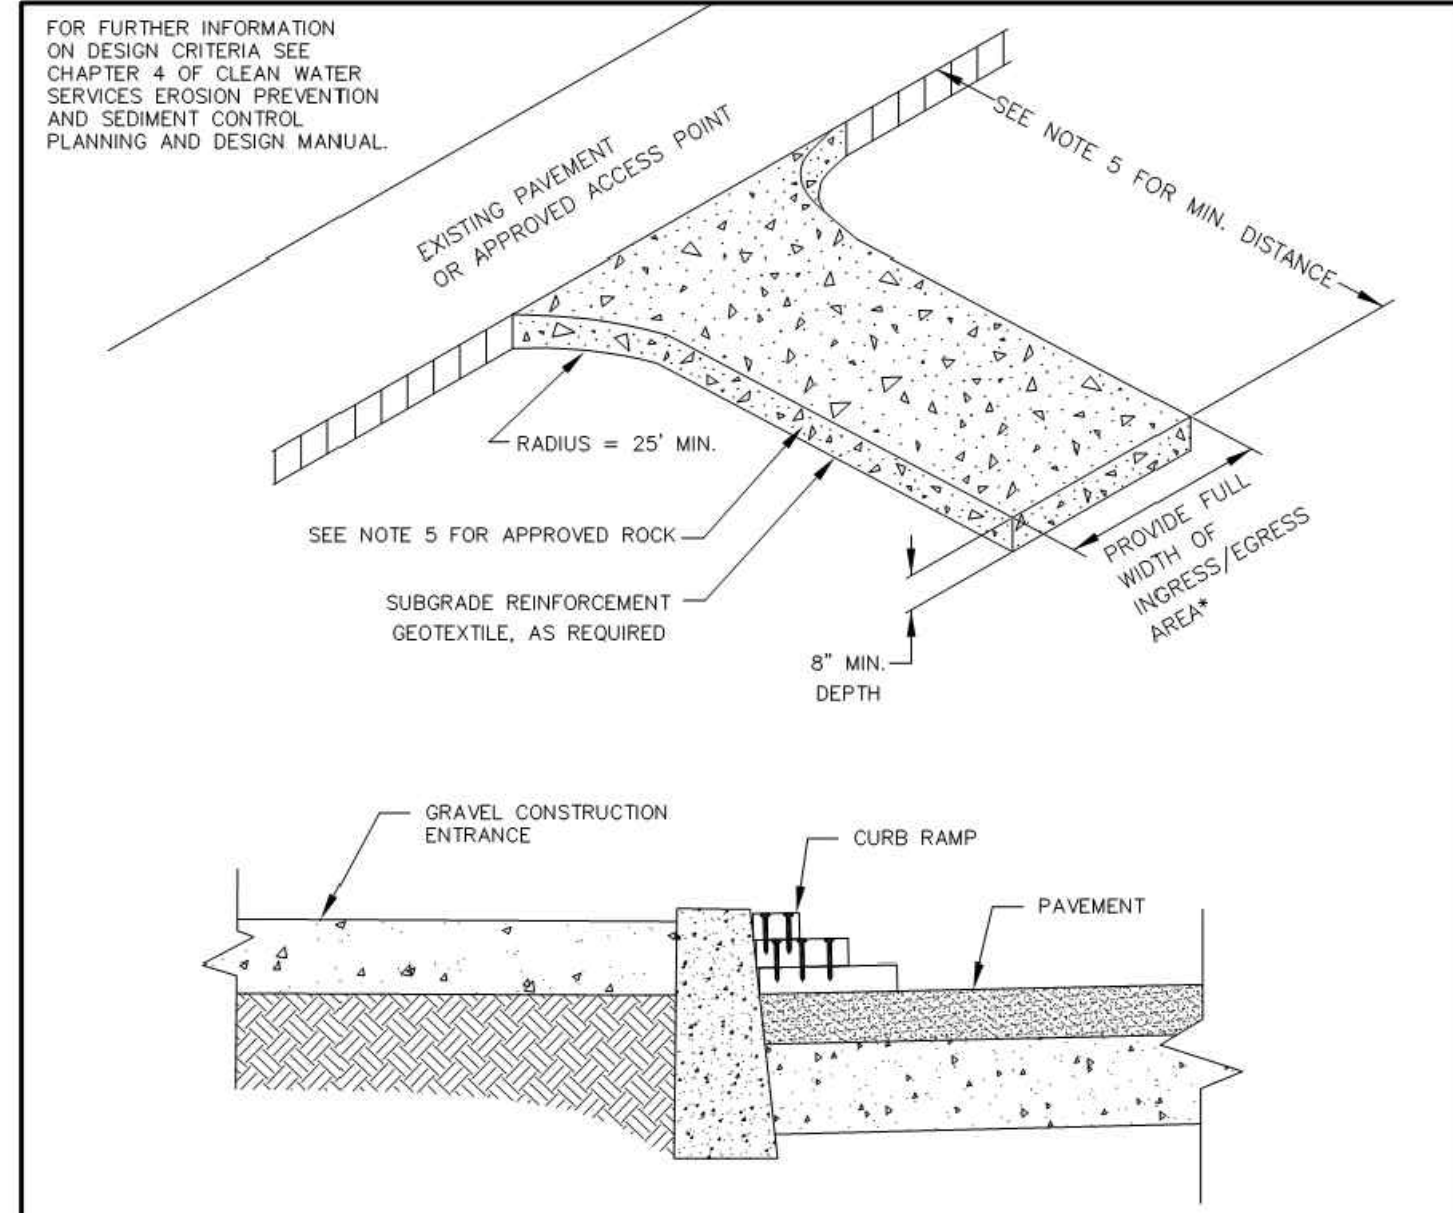 FOR FURTHER INFORMATION
ON DESIGN CRITERIA SEE
CHAPTER 4 OF CLEAN WATER
SERVICES EROSION PREVENTION
AND SEDIMENT CONTROL
PLANNING AND DESIGN MANUAL.
EXISTING PAVEMENT
OR APPROVED ACCESS POINT
SEE NOTE 5 FOR MIN. DISTANCE
RADIUS = 25' MIN.
SEE NOTE 5 FOR APPROVED ROCK
SUBGRADE REINFORCEMENT
GEOTEXTILE, AS REQUIRED
PROVIDE FULL
WIDTH OF
INGRESS/EGRESS
AREA*
8" MIN.
DEPTH
GRAVEL CONSTRUCTION
ENTRANCE
CURB RAMP
PAVEMENT